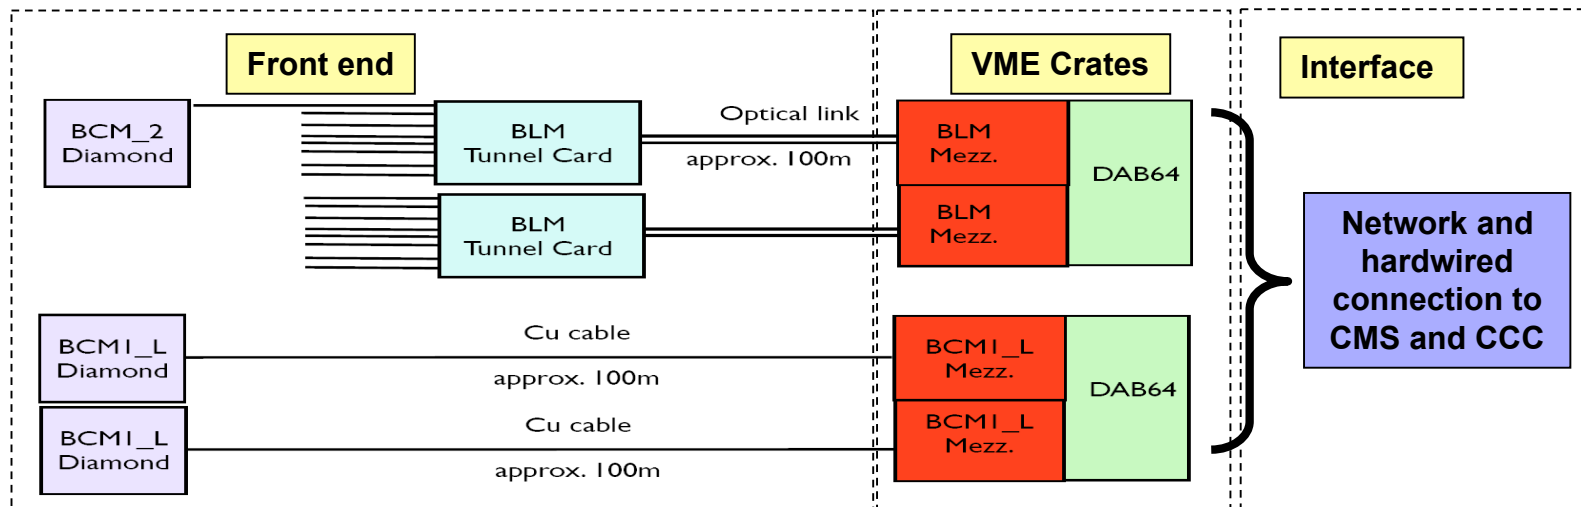 Front end
VME Crates
Interface
BCM_2
Diamond
BLM
Tunnel Card
Optical link
approx. 100m
BLM
Mezz.
DAB64
BLM
Tunnel Card
BLM
Mezz.
Network and
hardwired
connection to
CMS and CCC
BCM1_L
Diamond
Cu cable
approx. 100m
BCM1_L
Mezz.
DAB64
BCM1_L
Diamond
Cu cable
approx. 100m
BCM1_L
Mezz.